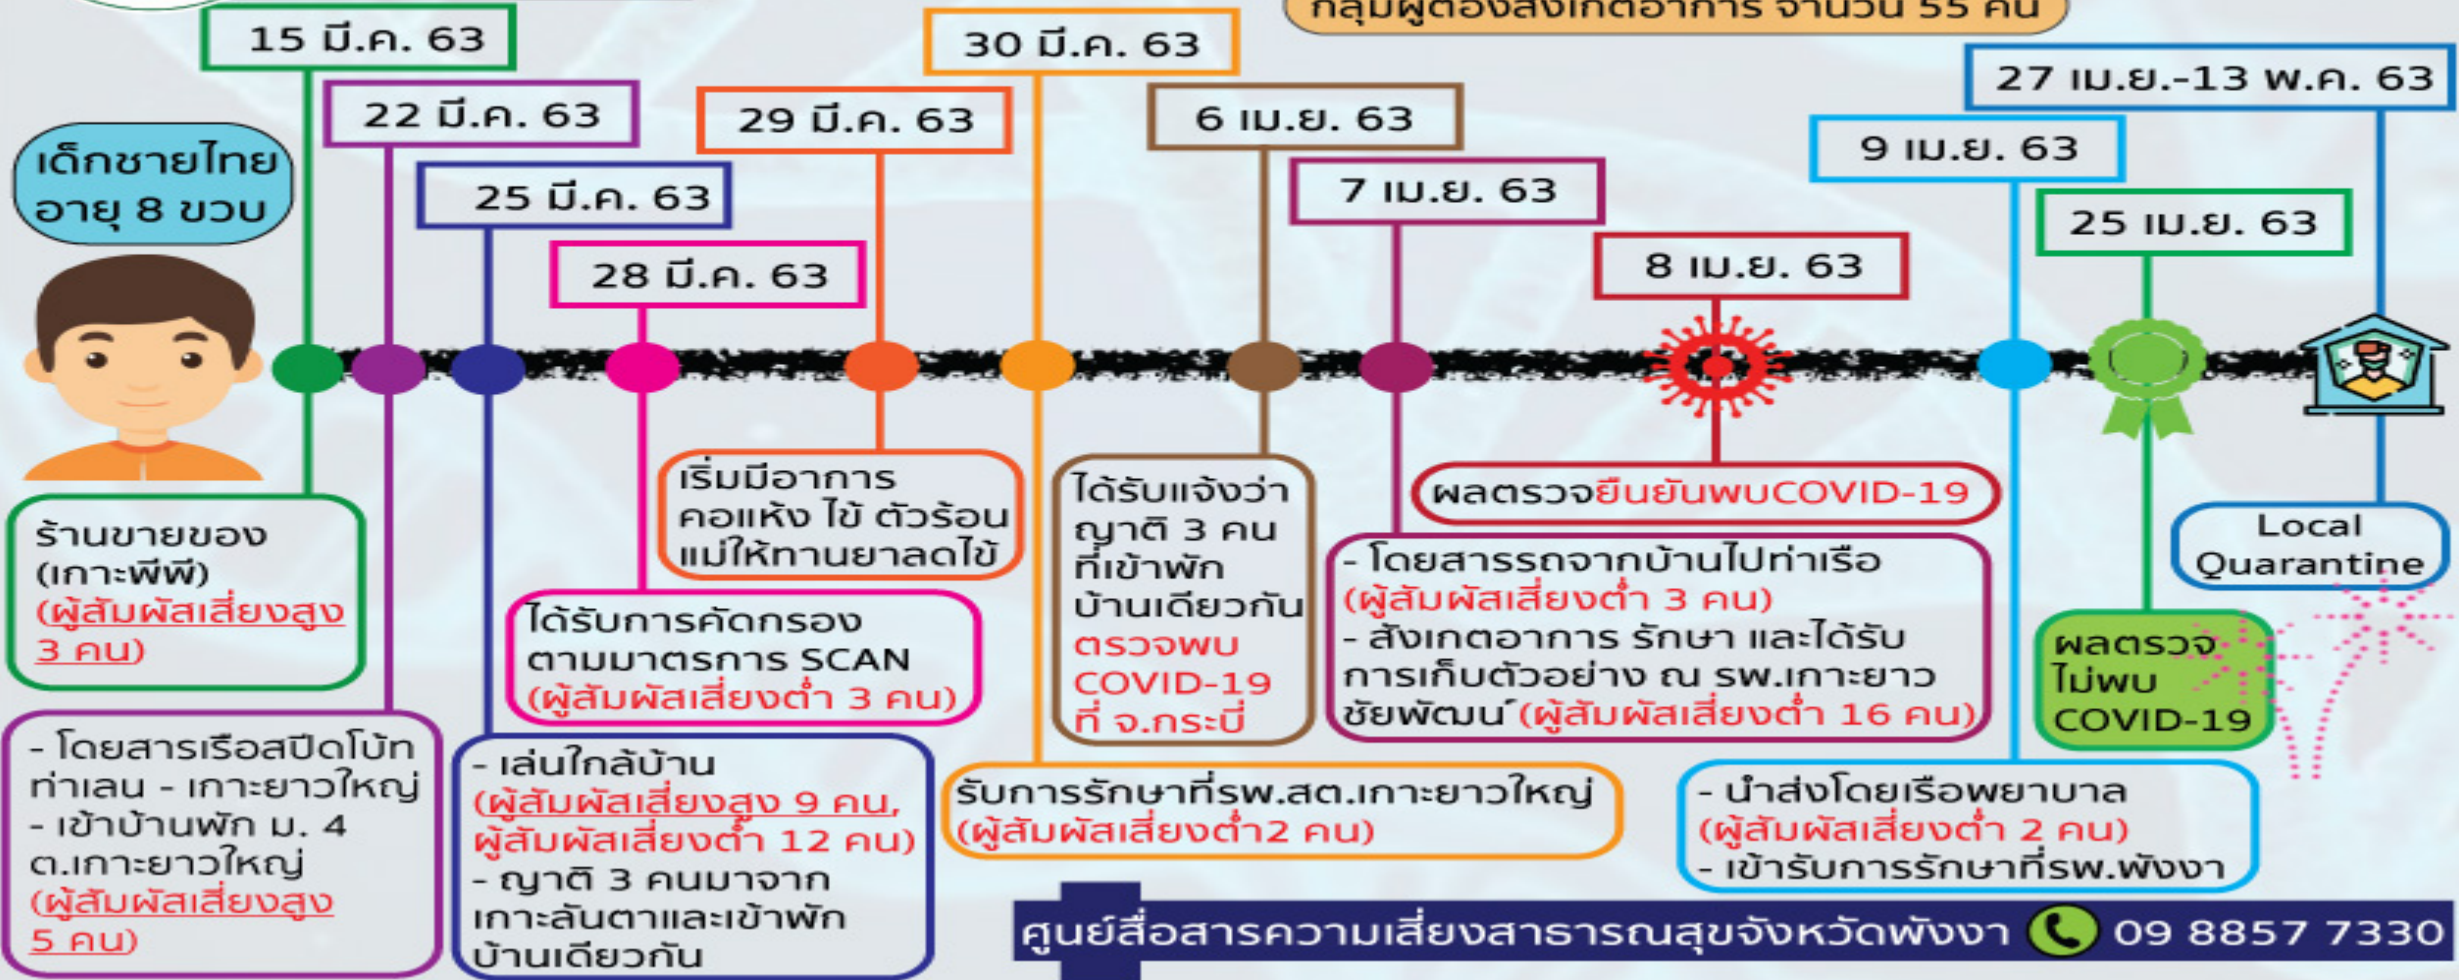 กลุ่มผู้ต้องสังเกตอาการ จำนวน 55 คน
เด็กชายไทย
อายุ 8 ขวบ
15 มี.ค. 63
ร้านขายของ
(เกาะพีพี)
(ผู้สัมผัสเสี่ยงสูง
3 คน)
22 มี.ค. 63
- โดยสารเรือสปีดโบ้ท
ท่าเลน - เกาะยาวใหญ่
- เข้าบ้านพัก ม. 4
ต.เกาะยาวใหญ่
(ผู้สัมผัสเสี่ยงสูง
5 คน)
25 มี.ค. 63
- เล่นใกล้บ้าน
(ผู้สัมผัสเสี่ยงสูง 9 คน,
ผู้สัมผัสเสี่ยงต่ำ 12 คน)
- ญาติ 3 คนมาจาก
เกาะลันตาและเข้าพัก
บ้านเดียวกัน
28 มี.ค. 63
ได้รับการคัดกรอง
ตามมาตรการ SCAN
(ผู้สัมผัสเสี่ยงต่ำ 3 คน)
29 มี.ค. 63
เริ่มมีอาการ
คอแห้ง ไข้ ตัวร้อน
แม่ให้ทานยาลดไข้
30 มี.ค. 63
รับการรักษาที่รพ.สต.เกาะยาวใหญ่
(ผู้สัมผัสเสี่ยงต่ำ2 คน)
6 เม.ย. 63
ได้รับแจ้งว่า
ญาติ 3 คน
ที่เข้าพัก
บ้านเดียวกัน
ตรวจพบ
COVID-19
ที่ จ.กระบี่
7 เม.ย. 63
- โดยสารรถจากบ้านไปท่าเรือ
(ผู้สัมผัสเสี่ยงต่ำ 3 คน)
- สังเกตอาการ รักษา และได้รับ
การเก็บตัวอย่าง ณ รพ.เกาะยาว
ชัยพัฒน์ (ผู้สัมผัสเสี่ยงต่ำ 16 คน)
8 เม.ย. 63
ผลตรวจยืนยันพบCOVID-19
9 เม.ย. 63
- นำส่งโดยเรือพยาบาล
(ผู้สัมผัสเสี่ยงต่ำ 2 คน)
- เข้ารับการรักษาที่รพ.พังงา
25 เม.ย. 63
ผลตรวจ
ไม่พบ
COVID-19
27 เม.ย.-13 พ.ค. 63
Local
Quarantine
ศูนย์สื่อสารความเสี่ยงสาธารณสุขจังหวัดพังงา 09 8857 7330